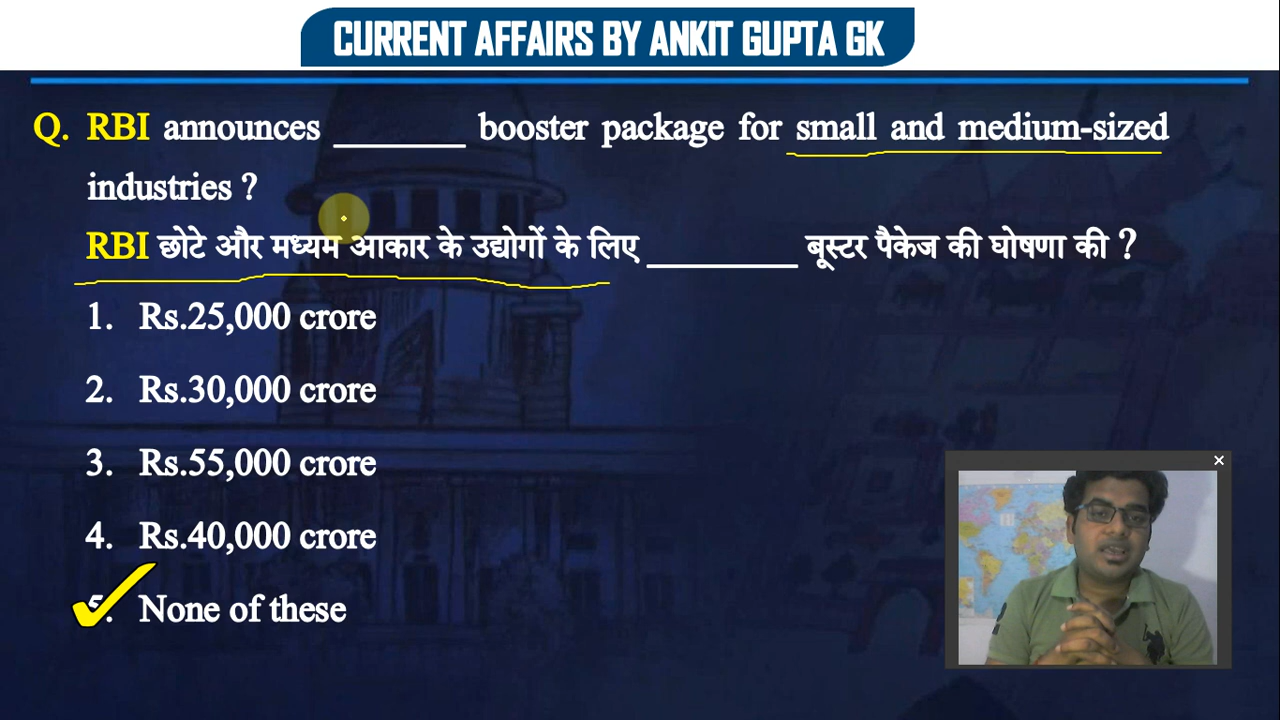 CURRENT AFFAIRS BY ANKIT GUPTA GK
Q. RBI announces ________ booster package for small and medium-sized
industries ?
RBI छोटे और मध्यम आकार के उद्योगों के लिए _________ बूस्टर पैकेज की घोषणा की ?
1. Rs.25,000 crore
2. Rs.30,000 crore
3. Rs.55,000 crore
4. Rs.40,000 crore
5. None of these